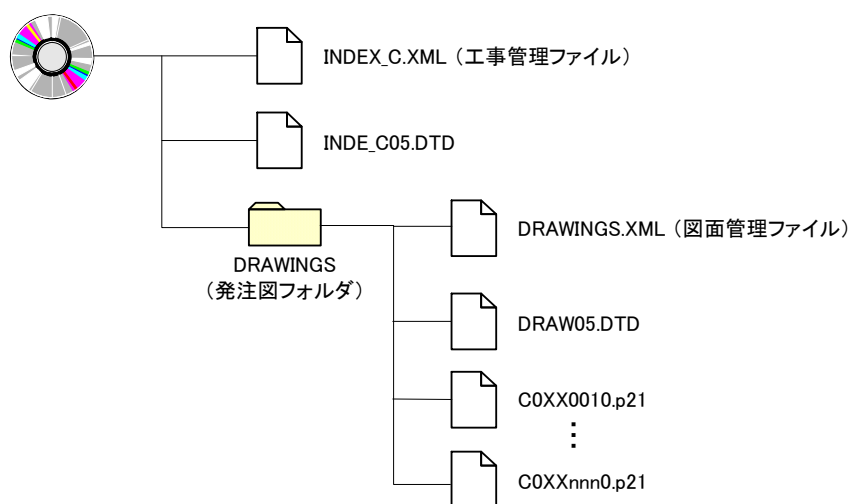 INDEX_C.XML （工事管理ファイル）
INDE_C05.DTD
DRAWINGS
（発注図フォルダ）
DRAWINGS.XML （図面管理ファイル）
DRAW05.DTD
C0XX0010.p21
⋮
C0XXnnn0.p21